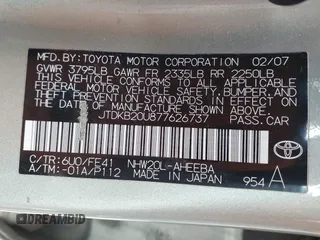 MFD. BY: TOYOTA MOTOR CORPORATION 02/07
GVWR 3795LB GAWR FR 2335LB RR 2250LB
THIS VEHICLE CONFORMS TO ALL APPLICABLE
FEDERAL MOTOR VEHICLE SAFETY, BUMPER, AND
THEFT PREVENTION STANDARDS IN EFFECT ON
THE DATE OF MANUFACTURE SHOWN ABOVE.
JTDKB20U877626737 PASS.CAR
C/TR: 6U0/FE41 NHW20L-AHEEBA
A/TM: -01A/P112 MADE IN JAPAN
TOYOTA
954 A
DREAMBID